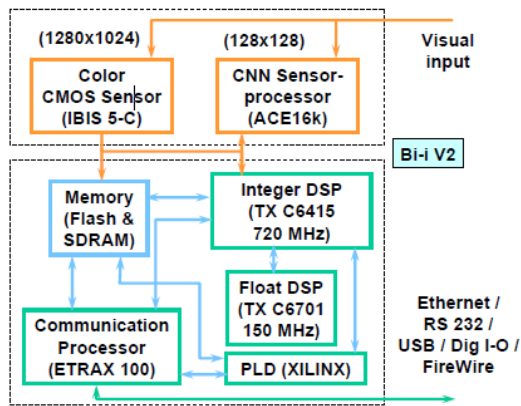 (1280x1024)
(128x128)
Visual
input
Color
CMOS Sensor
(IBIS 5-C)
CNN Sensor-
processor
(ACE16k)
Bi-i V2
Memory
(Flash &
SDRAM)
Integer DSP
(TX C6415
720 MHz)
Float DSP
(TX C6701
150 MHz)
Communication
Processor
(ETRAX 100)
PLD (XILINX)
Ethernet /
RS 232 /
USB / Dig I-O /
FireWire